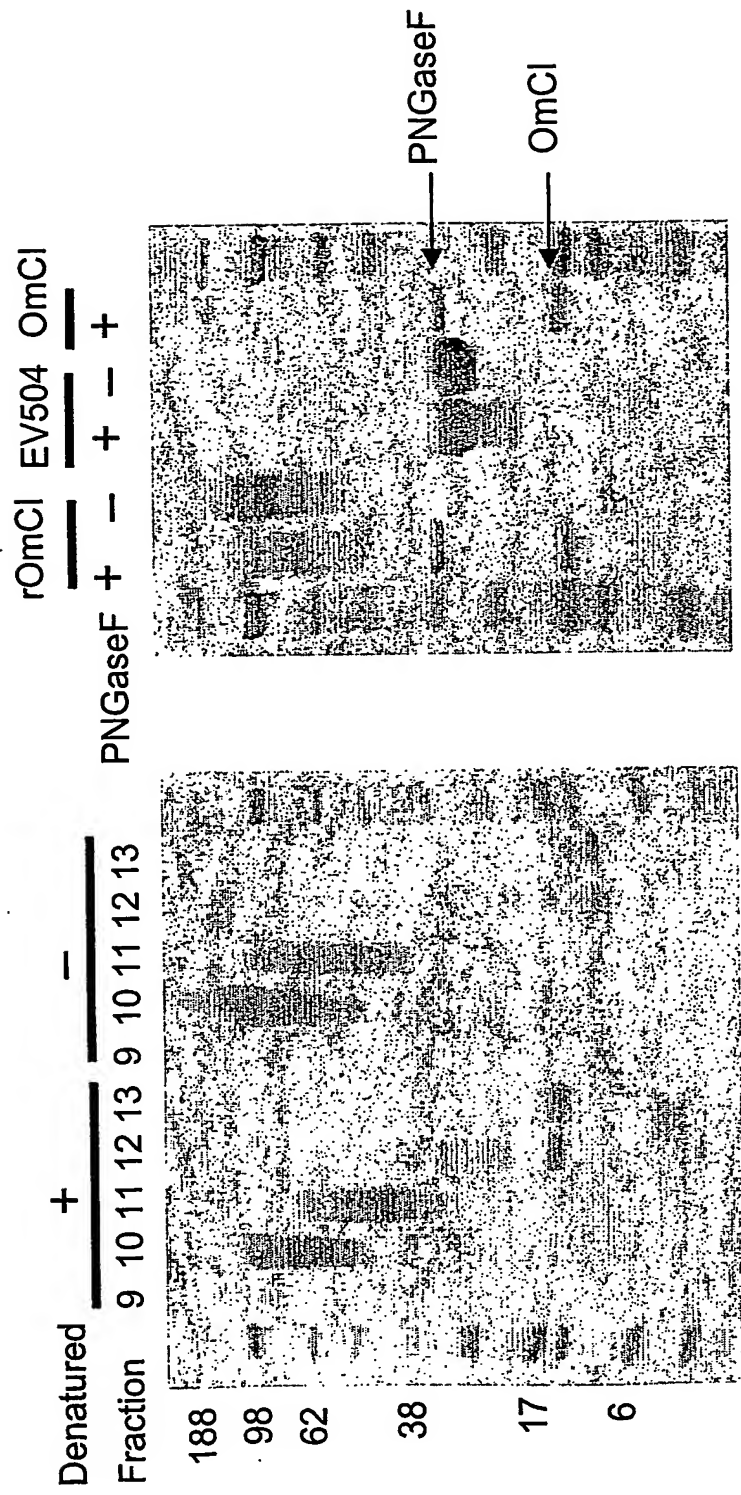 Denatured + −
Fraction 9 10 11 12 13 9 10 11 12 13
188
98
62
38
17
6
rOmCI EV504 OmCI
PNGaseF + − + − +
PNGaseF
OmCI